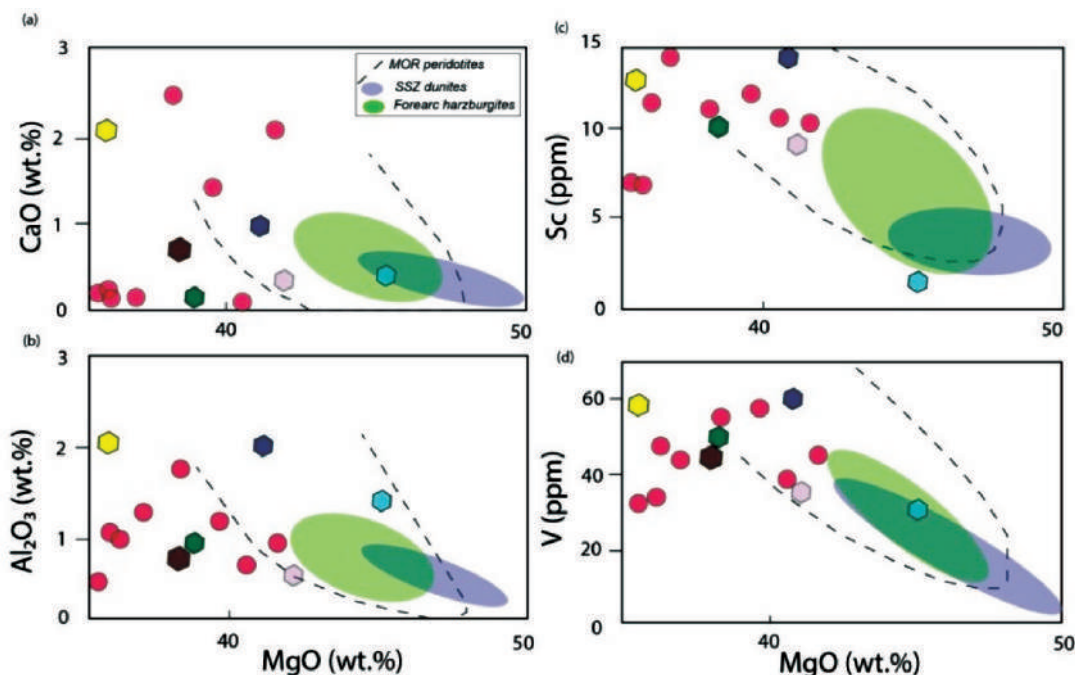 (a)
3
2
1
0
CaO (wt.%)
40
50
MOR peridotites
SSZ dunites
Forearc harzburgites
(c)
15
10
5
0
Sc (ppm)
40
50
(b)
3
2
1
0
Al₂O₃ (wt.%)
40
50
MgO (wt.%)
(d)
60
40
20
0
V (ppm)
40
50
MgO (wt.%)